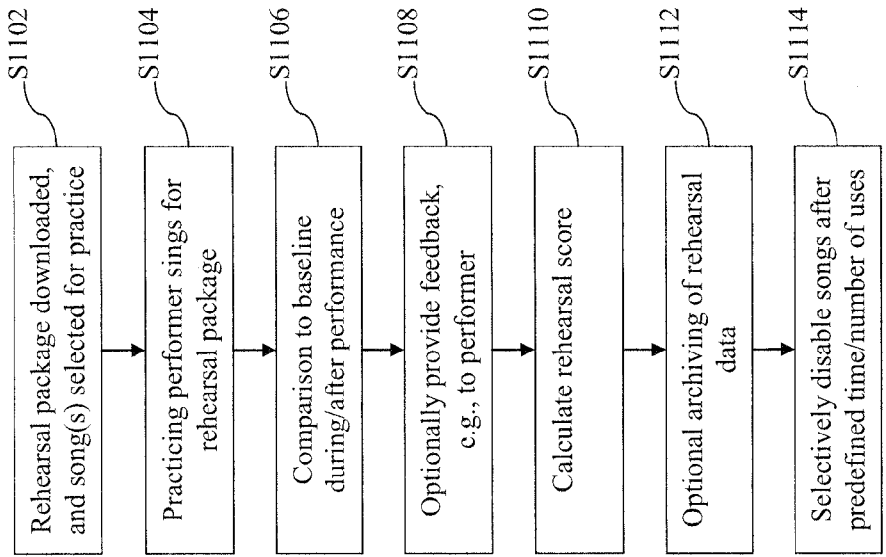 Rehearsal package downloaded,
and song(s) selected for practice
S1102
Practicing performer sings for
rehearsal package
S1104
Comparison to baseline
during/after performance
S1106
Optionally provide feedback,
e.g., to performer
S1108
Calculate rehearsal score
S1110
Optional archiving of rehearsal
data
S1112
Selectively disable songs after
predefined time/number of uses
S1114